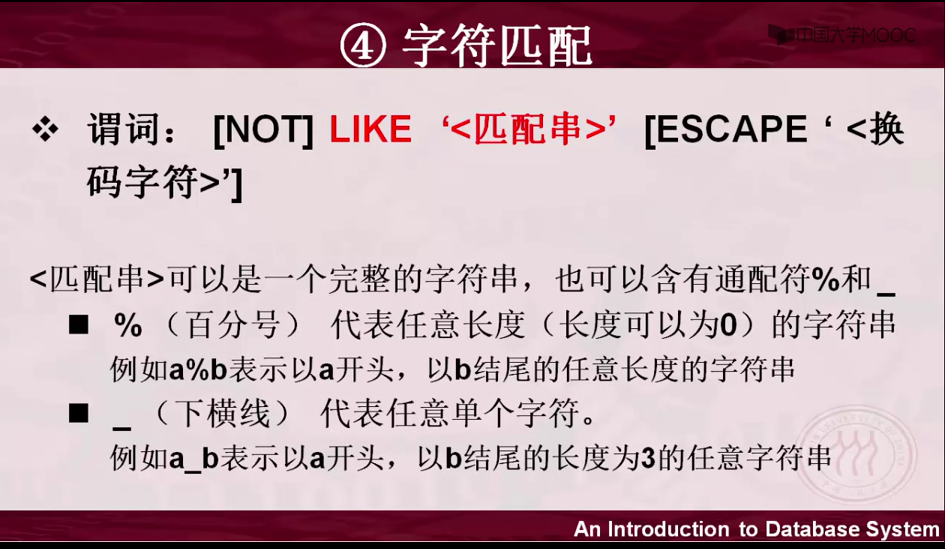 ④ 字符匹配
中国大学MOOC
❖ 谓词： [NOT] LIKE ‘<匹配串>’ [ESCAPE ‘ <换
码字符>’]
<匹配串>可以是一个完整的字符串，也可以含有通配符%和_
■ % （百分号） 代表任意长度（长度可以为0）的字符串
例如a%b表示以a开头，以b结尾的任意长度的字符串
■ _ （下横线） 代表任意单个字符。
例如a_b表示以a开头，以b结尾的长度为3的任意字符串
An Introduction to Database System